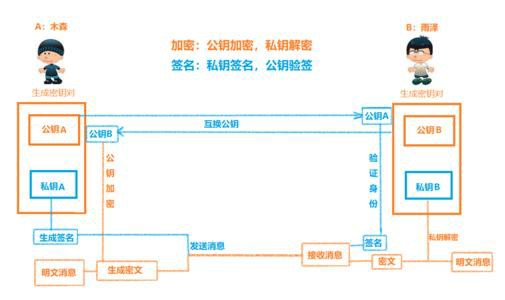 A：木森
B：雨泽
加密：公钥加密，私钥解密
签名：私钥签名，公钥验签
生成密钥对
生成密钥对
公钥A
公钥B
互换公钥
公钥A
公钥B
公钥加密
验证身份
私钥A
私钥B
生成签名
发送消息
签名
私钥解密
明文消息
生成密文
接收消息
密文
明文消息